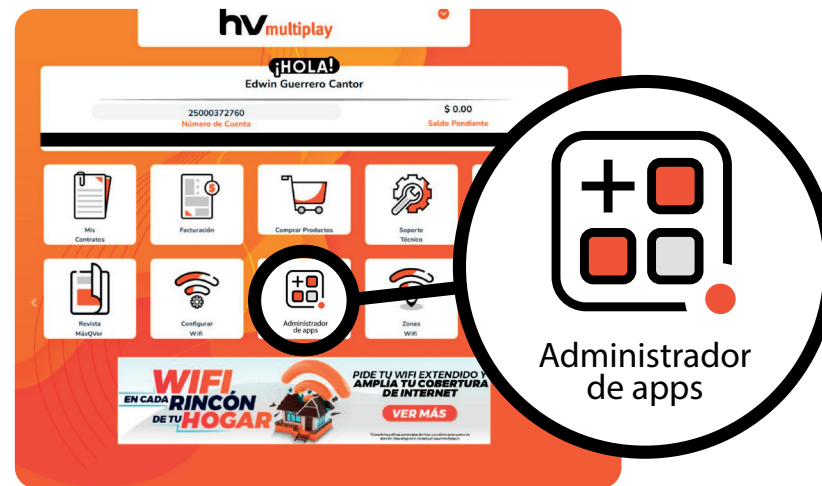 hv multiplay
¡HOLA!
Edwin Guerrero Cantor
25000372760
Número de Cuenta
$ 0.00
Saldo Pendiente
Mis
Contratos
Facturación
Comprar Productos
Soporte
Técnico
Revista
MásQVer
Configurar
Wifi
Administrador
de apps
Zonas
Wifi
WIFI
EN CADA RINCÓN
DE TU HOGAR
PIDE TU WIFI EXTENDIDO Y
AMPLIA TU COBERTURA
DE INTERNET
VER MÁS
Administrador
de apps